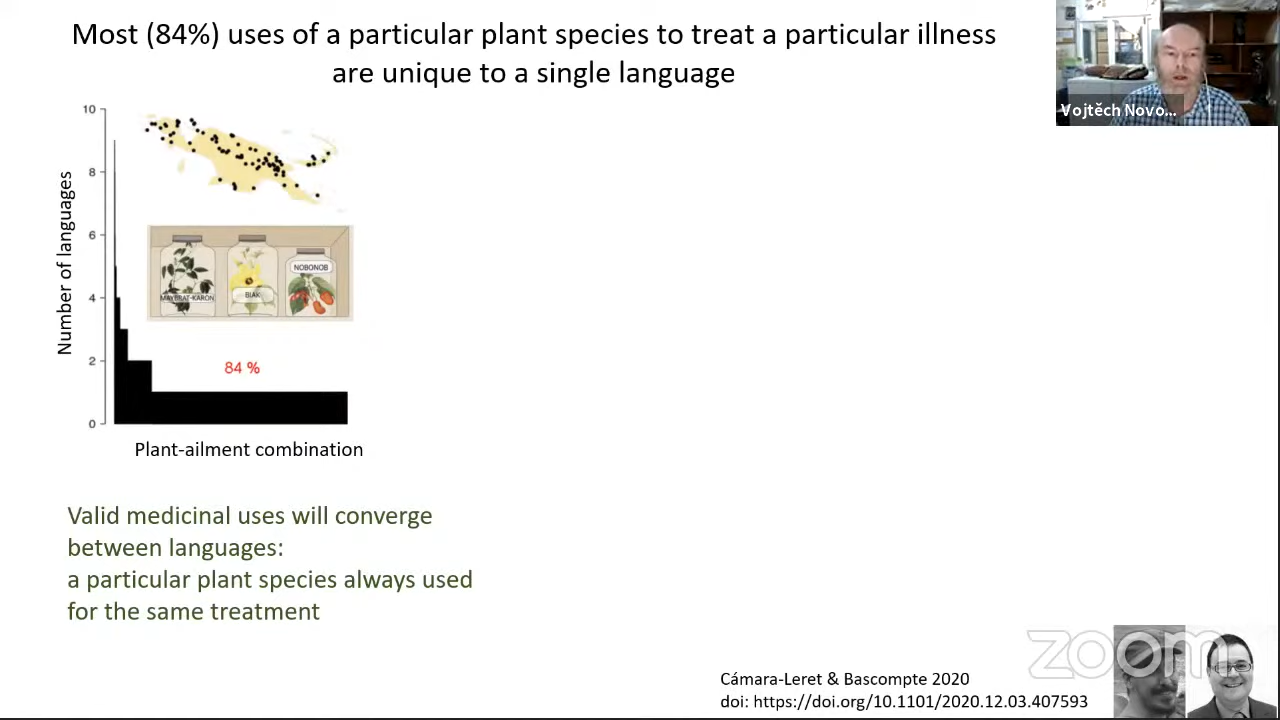 Most (84%) uses of a particular plant species to treat a particular illness
are unique to a single language
Vojtěch Novo...
10
8
6
4
2
0
Number of languages
MAYBRAT-KARON
BIAK
NOBONOB
84 %
Plant-ailment combination
Valid medicinal uses will converge
between languages:
a particular plant species always used
for the same treatment
zoom
Cámara-Leret & Bascompte 2020
doi: https://doi.org/10.1101/2020.12.03.407593